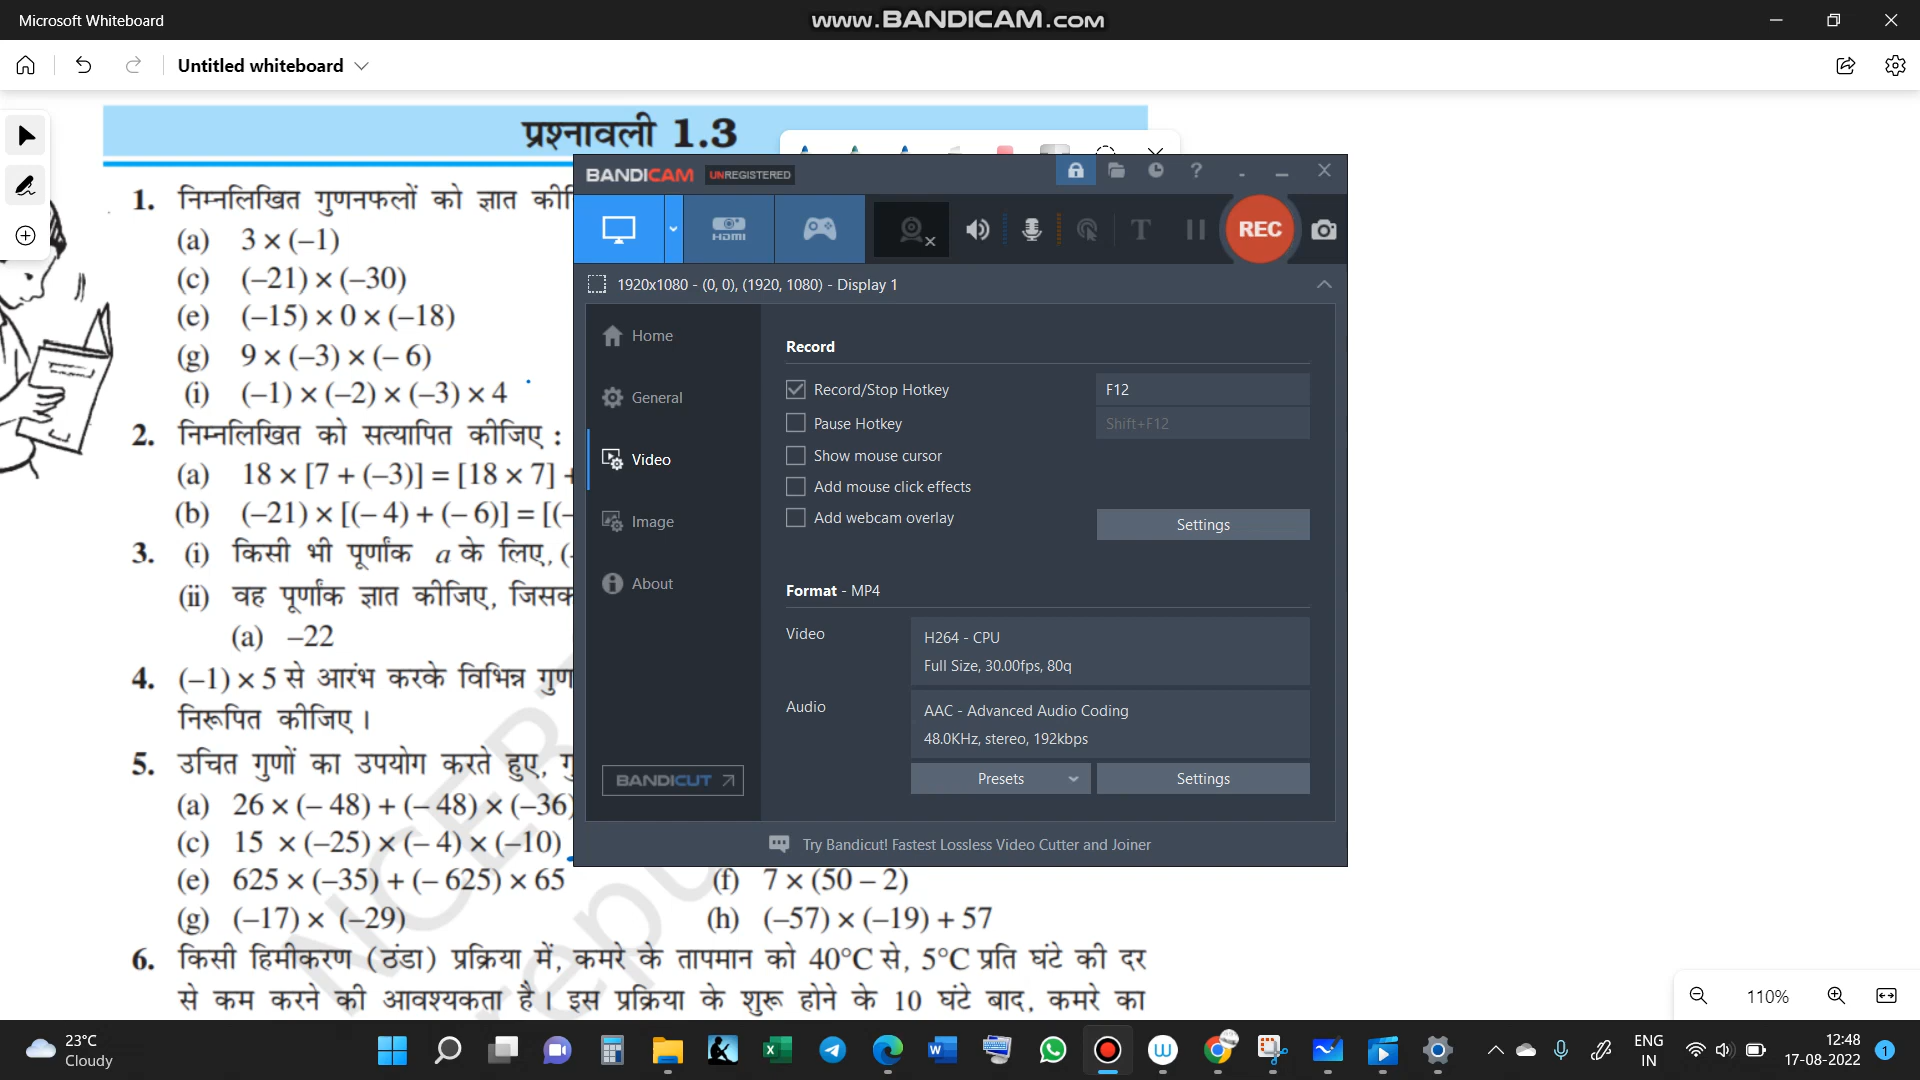 Microsoft Whiteboard
www.BANDICAM.com
Untitled whiteboard
प्रश्नावली 1.3
1. निम्नलिखित गुणनफलों को ज्ञात
(a) 3 × (–1)
(c) (–21) × (–30)
(e) (–15) × 0 × (–18)
(g) 9 × (–3) × (– 6)
(i) (–1) × (–2) × (–3) × 4
2. निम्नलिखित को सत्यापित कीजिए :
(a) 18 × [7 + (–3)] = [18 × 7] +
(b) (–21) × [(– 4) + (– 6)] = [(–
3. (i) किसी भी पूर्णांक a के लिए, (–
(ii) वह पूर्णांक ज्ञात कीजिए,
(a) –22
4. (–1) × 5 से आरंभ करके विभिन्न
निरूपित कीजिए ।
5. उचित गुणों का उपयोग करते हुए,
(a) 26 × (– 48) + (– 48) × (–36)
(c) 15 × (–25) × (– 4) × (–10)
(e) 625 × (–35) + (– 625) × 65
(f) 7 × (50 – 2)
(g) (–17) × (–29)
(h) (–57) × (–19) + 57
6. किसी हिमीकरण (ठंडा) प्रक्रिया में, कमरे के तापमान को 40°C से, 5°C प्रति घंटे की दर
से कम करने की आवश्यकता है। इस प्रक्रिया के शुरू होने के 10 घंटे बाद, कमरे का
BANDICAM UNREGISTERED
HDMI
T
REC
1920x1080 - (0, 0), (1920, 1080) - Display 1
Home
General
Video
Image
About
BANDICUT
Record
Record/Stop Hotkey F12
Pause Hotkey Shift+F12
Show mouse cursor
Add mouse click effects
Add webcam overlay
Settings
Format - MP4
Video
H264 - CPU
Full Size, 30.00fps, 80q
Audio
AAC - Advanced Audio Coding
48.0KHz, stereo, 192kbps
Presets
Settings
Try Bandicut! Fastest Lossless Video Cutter and Joiner
110%
23°C
Cloudy
ENG
IN
12:48
17-08-2022
1